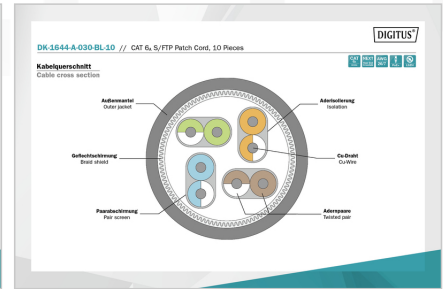 DIGITUS®
DK-1644-A-030-BL-10 // CAT 6A S/FTP Patch Cord, 10 Pieces
Kabelquerschnitt
Cable cross section
Außenmantel
Outer jacket
Aderisolierung
Isolation
Geflechtschirmung
Braid shield
Cu-Draht
Cu-Wire
Paarabschirmung
Pair screen
Adernpaare
Twisted pair